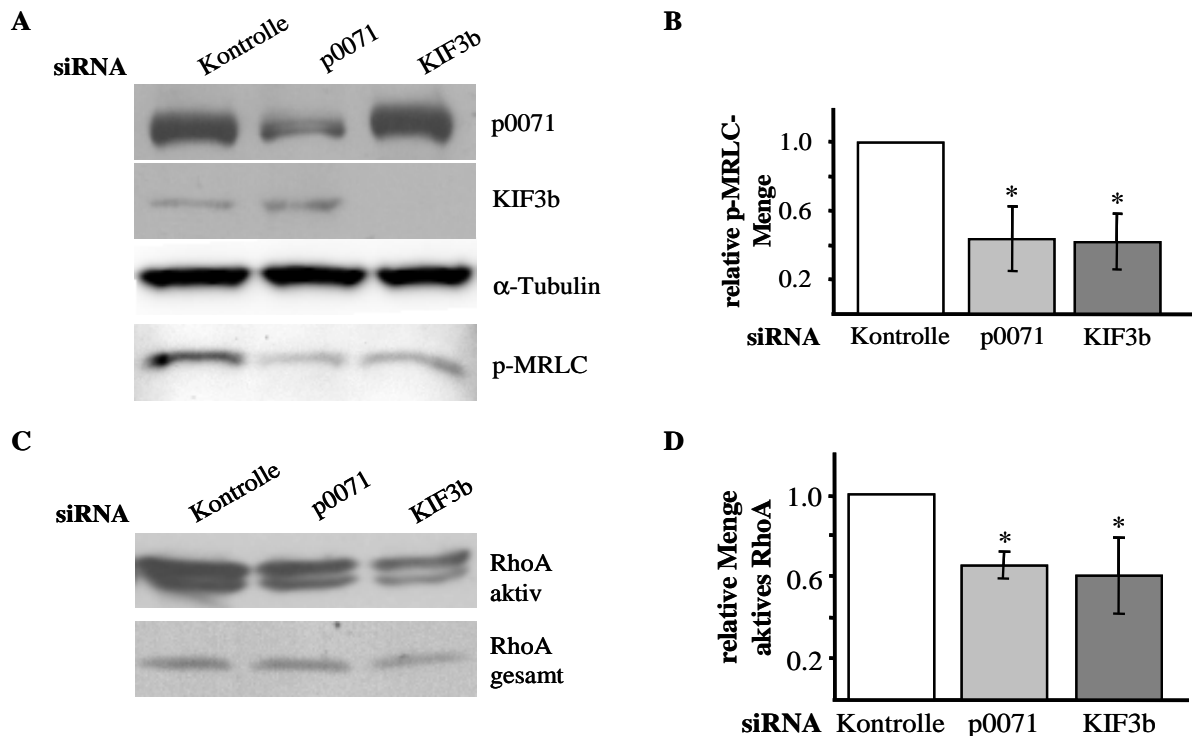 A
siRNA
Kontrolle
p0071
KIF3b
p0071
KIF3b
α-Tubulin
p-MRLC
B
relative p-MRLC-
Menge
1.0
0.6
0.2
*
*
siRNA Kontrolle p0071 KIF3b
C
siRNA
Kontrolle
p0071
KIF3b
RhoA
aktiv
RhoA
gesamt
D
relative Menge
aktives RhoA
1.0
0.6
0.2
*
*
siRNA Kontrolle p0071 KIF3b